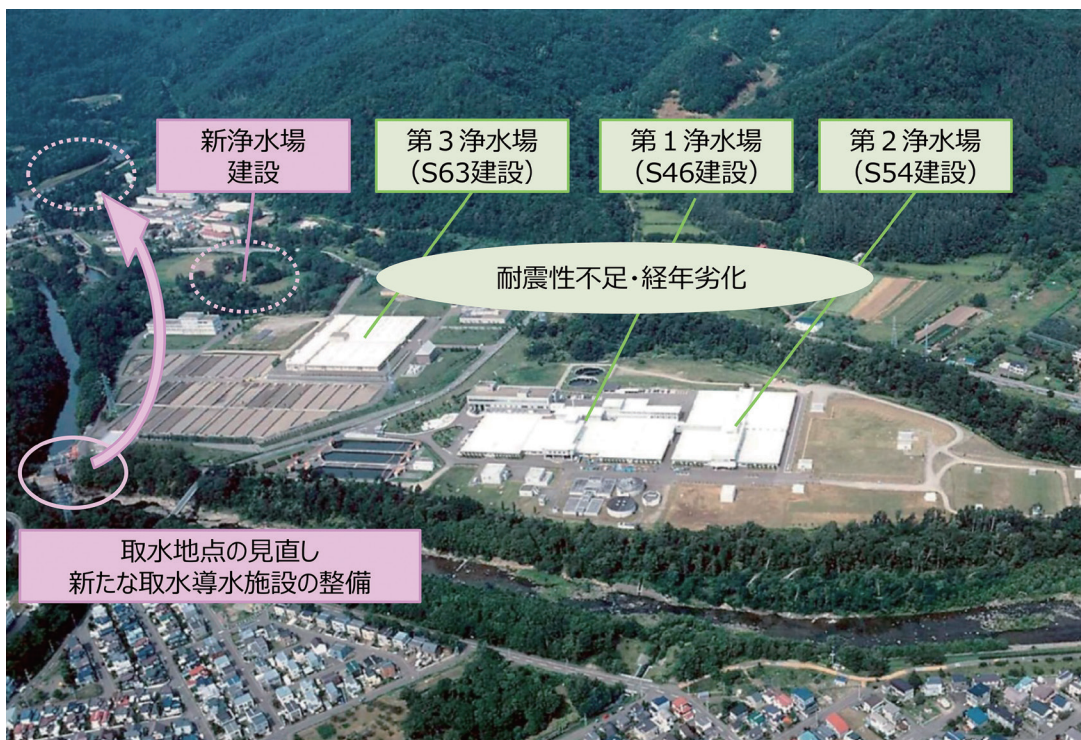 新浄水場
建設
第3浄水場
（S63建設）
第1浄水場
（S46建設）
第2浄水場
（S54建設）
耐震性不足・経年劣化
取水地点の見直し
新たな取水導水施設の整備